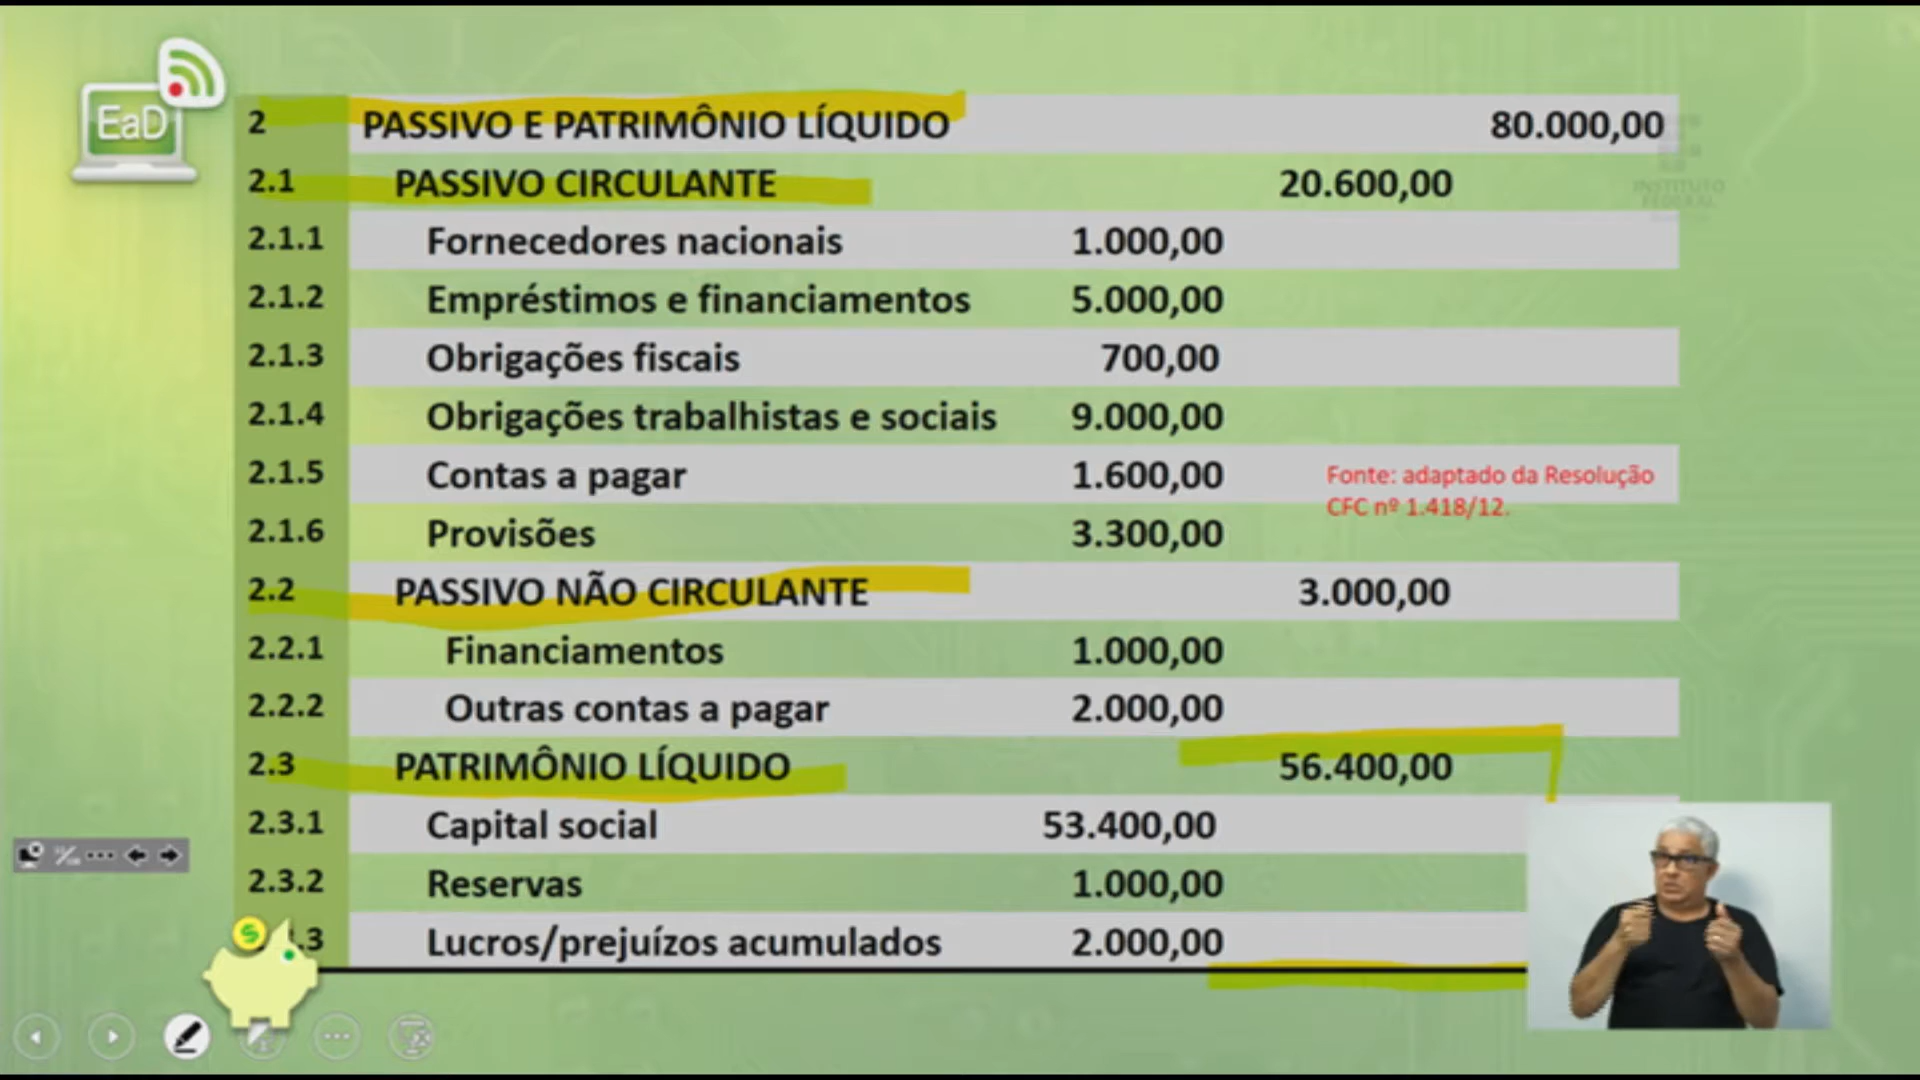 EaD
2 PASSIVO E PATRIMÔNIO LÍQUIDO 80.000,00
INSTITUTO
FEDERAL
2.1 PASSIVO CIRCULANTE 20.600,00
2.1.1 Fornecedores nacionais 1.000,00
2.1.2 Empréstimos e financiamentos 5.000,00
2.1.3 Obrigações fiscais 700,00
2.1.4 Obrigações trabalhistas e sociais 9.000,00
2.1.5 Contas a pagar 1.600,00
Fonte: adaptado da Resolução
CFC nº 1.418/12.
2.1.6 Provisões 3.300,00
2.2 PASSIVO NÃO CIRCULANTE 3.000,00
2.2.1 Financiamentos 1.000,00
2.2.2 Outras contas a pagar 2.000,00
2.3 PATRIMÔNIO LÍQUIDO 56.400,00
2.3.1 Capital social 53.400,00
2.3.2 Reservas 1.000,00
.3 Lucros/prejuízos acumulados 2.000,00
$